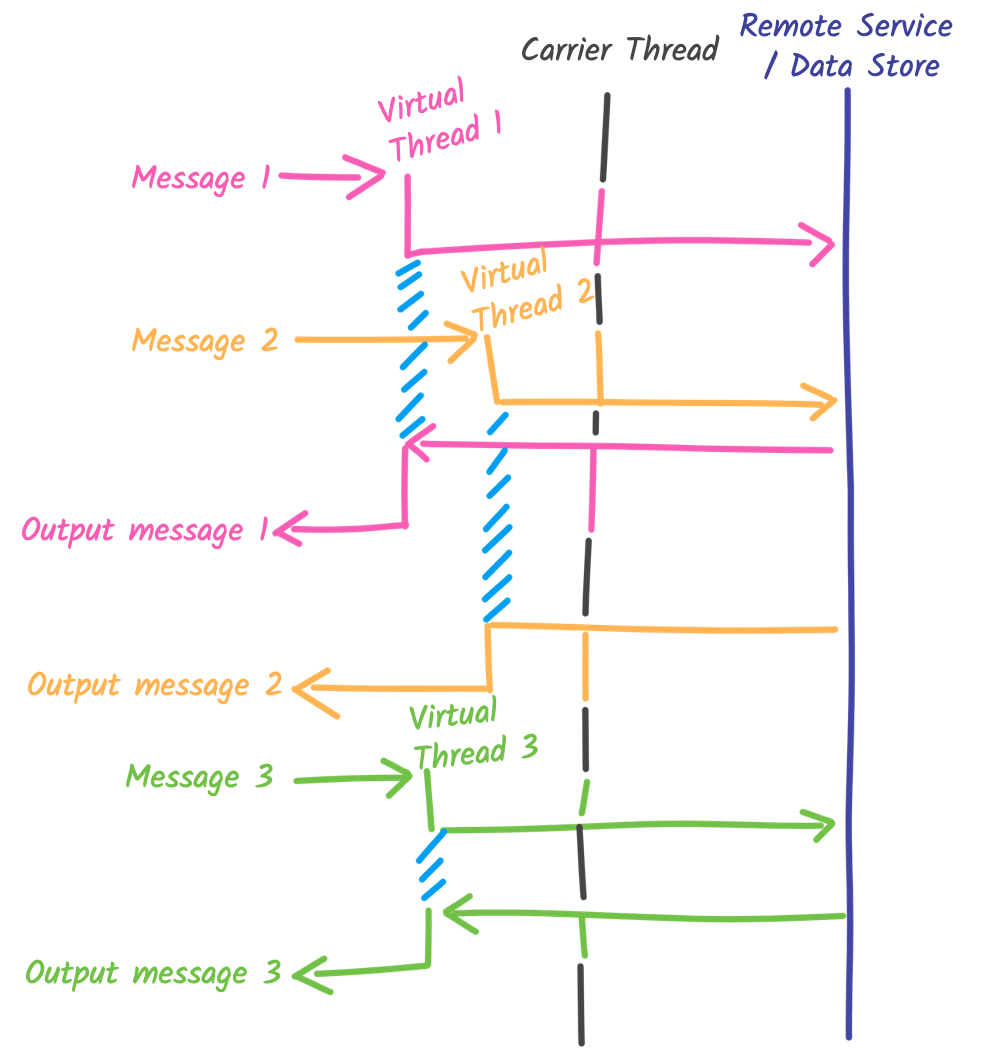 Remote Service
/ Data Store
Carrier Thread
Virtual
Thread 1
Message 1
Virtual
Thread 2
Message 2
Output message 1
Output message 2
Virtual
Thread 3
Message 3
Output message 3